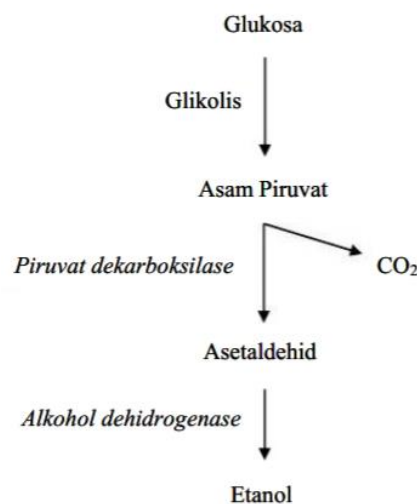 Glukosa
Glikolis
Asam Piruvat
Piruvat dekarboksilase
CO₂
Asetaldehid
Alkohol dehidrogenase
Etanol